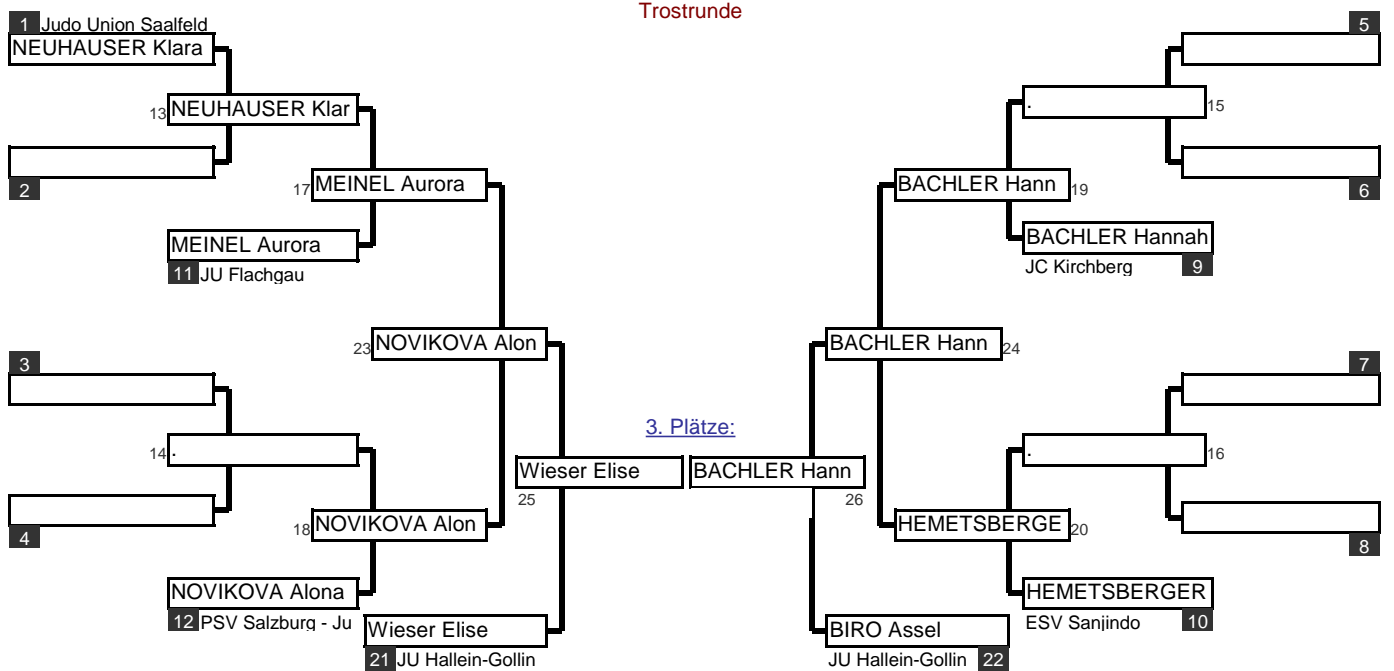 Trostrunde
1 Judo Union Saalfeld
5
NEUHAUSER Klara
13 NEUHAUSER Klar
. 15
2
17 MEINEL Aurora
BACHLER Hann 19
6
MEINEL Aurora
BACHLER Hannah
11 JU Flachgau
JC Kirchberg 9
23 NOVIKOVA Alon
BACHLER Hann 24
3
7
3. Plätze:
14 .
. 16
Wieser Elise
BACHLER Hann
25
26
4
18 NOVIKOVA Alon
HEMETSBERGE 20
8
NOVIKOVA Alona
HEMETSBERGER
12 PSV Salzburg - Ju
ESV Sanjindo 10
Wieser Elise
BIRO Assel
21 JU Hallein-Gollin
JU Hallein-Gollin 22